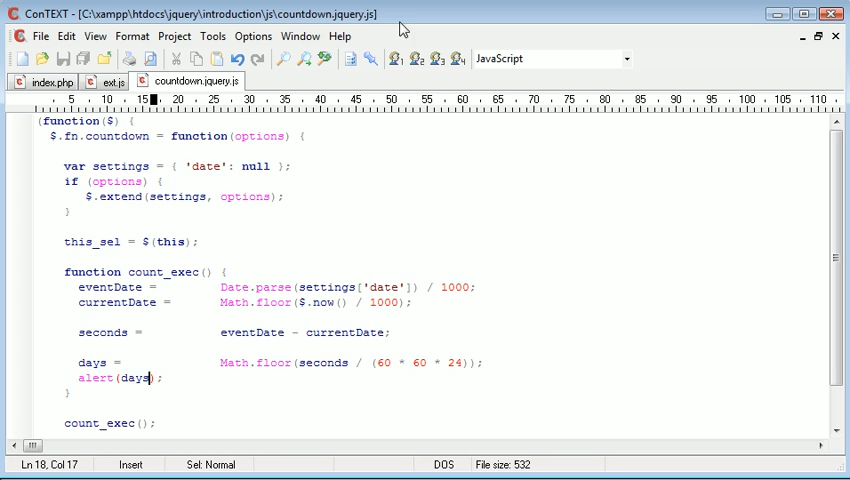 ConTEXT - [C:\xampp\htdocs\jquery\introduction\js\countdown.jquery.js]
File Edit View Format Project Tools Options Window Help
1 2 3 4 JavaScript
index.php ext.js countdown.jquery.js
5 10 15 20 25 30 35 40 45 50 55 60 65 70 75 80 85 90 95 100 105 110
(function($) {
$.fn.countdown = function(options) {
var settings = { 'date': null };
if (options) {
$.extend(settings, options);
}
this_sel = $(this);
function count_exec() {
eventDate = Date.parse(settings['date']) / 1000;
currentDate = Math.floor($.now() / 1000);
seconds = eventDate - currentDate;
days = Math.floor(seconds / (60 * 60 * 24));
alert(days);
}
count_exec();
Ln 18, Col 17 Insert Sel: Normal DOS File size: 532